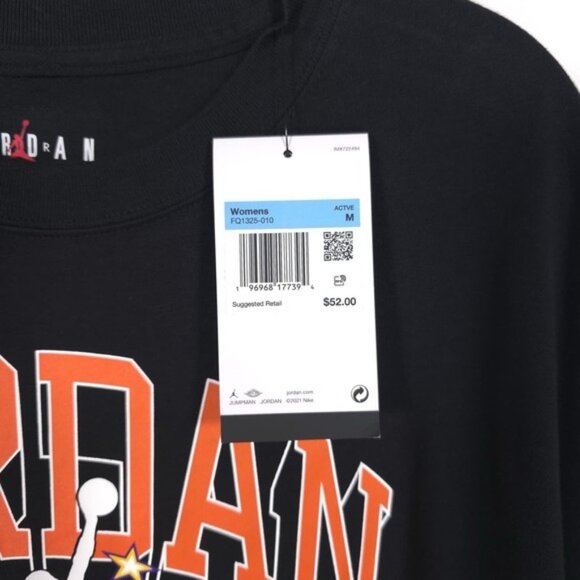 JORDAN
Womens
ACTVE
FQ1325-010
M
1 96968 17739 4
Suggested Retail
$52.00
JUMPMAN JORDAN
jordan.com
©2021 Nike
RDAN